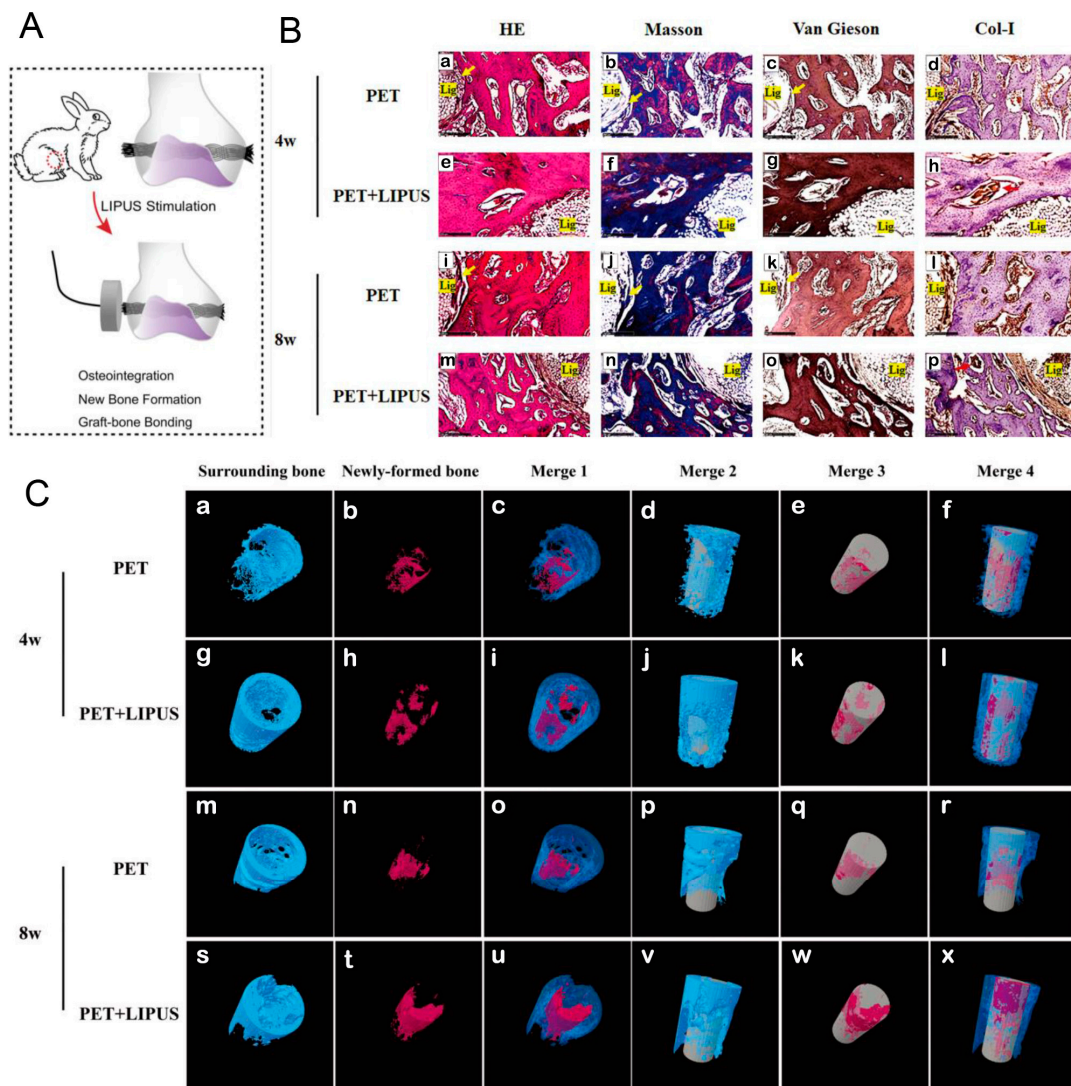 A
LIPUS Stimulation
Osteointegration
New Bone Formation
Graft-bone Bonding
B
HE Masson Van Gieson Col-I
4w
PET
a Lig b Lig c Lig d Lig
PET+LIPUS
e Lig f Lig g Lig h Lig
8w
PET
i Lig j Lig k Lig l Lig
PET+LIPUS
m Lig n Lig o Lig p Lig
C
Surrounding bone Newly-formed bone Merge 1 Merge 2 Merge 3 Merge 4
4w
PET
a b c d e f
PET+LIPUS
g h i j k l
8w
PET
m n o p q r
PET+LIPUS
s t u v w x